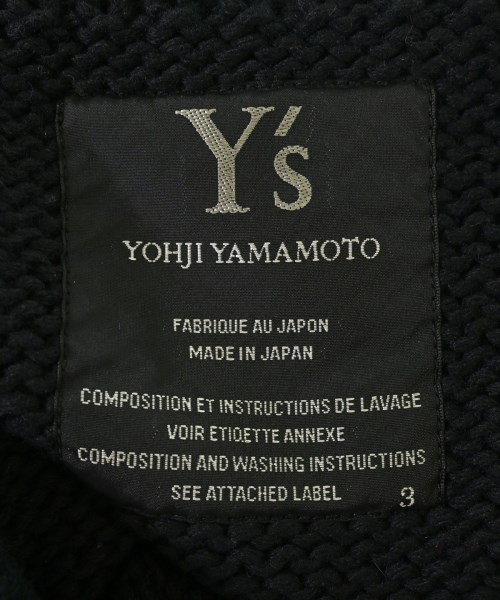 Y's
YOHJI YAMAMOTO
FABRIQUE AU JAPON
MADE IN JAPAN
COMPOSITION ET INSTRUCTIONS DE LAVAGE
VOIR ETIQETTE ANNEXE
COMPOSITION AND WASHING INSTRUCTIONS
SEE ATTACHED LABEL 3